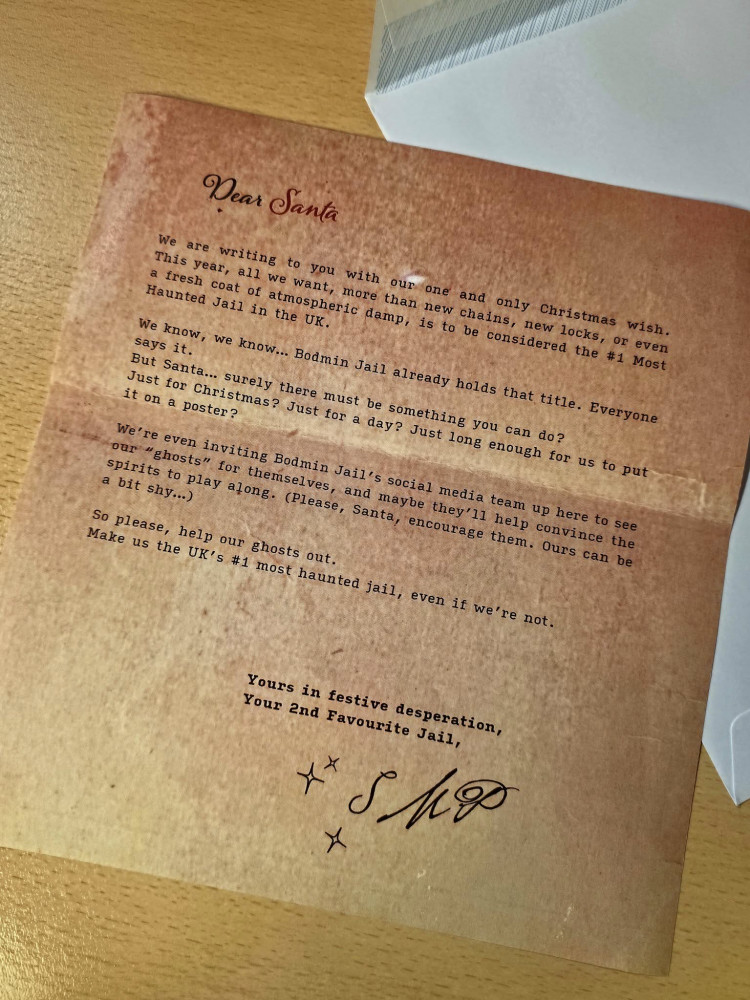 Dear Santa
We are writing to you with our one and only Christmas wish.
This year, all we want, more than new chains, new locks, or even
a fresh coat of atmospheric damp, is to be considered the #1 Most
Haunted Jail in the UK.
We know, we know... Bodmin Jail already holds that title. Everyone
says it.
But Santa... surely there must be something you can do?
Just for Christmas? Just for a day? Just long enough for us to put
it on a poster?
We're even inviting Bodmin Jail's social media team up here to see
our "ghosts" for themselves, and maybe they'll help convince the
spirits to play along. (Please, Santa, encourage them. Ours can be
a bit shy...)
So please, help our ghosts out.
Make us the UK's #1 most haunted jail, even if we're not.
Yours in festive desperation,
Your 2nd Favourite Jail,
SMP